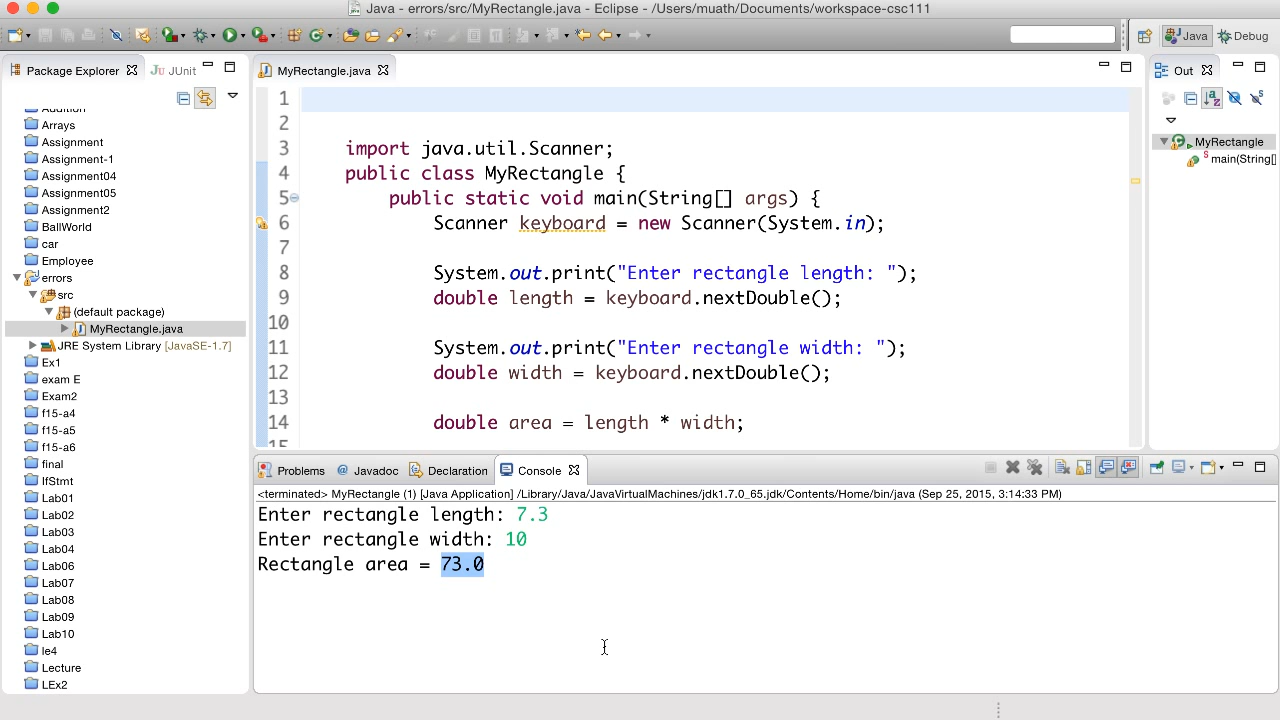 Java - errors/src/MyRectangle.java - Eclipse - /Users/muath/Documents/workspace-csc111
Java
Debug
Package Explorer
JUnit
MyRectangle.java
Out
Addition
Arrays
Assignment
Assignment-1
Assignment04
Assignment05
Assignment2
BallWorld
car
Employee
errors
src
(default package)
MyRectangle.java
JRE System Library [JavaSE-1.7]
Ex1
exam E
Exam2
f15-a4
f15-a5
f15-a6
final
IfStmt
Lab01
Lab02
Lab03
Lab04
Lab06
Lab07
Lab08
Lab09
Lab10
le4
Lecture
LEx2
1
2
3 import java.util.Scanner;
4 public class MyRectangle {
5 public static void main(String[] args) {
6 Scanner keyboard = new Scanner(System.in);
7
8 System.out.print("Enter rectangle length: ");
9 double length = keyboard.nextDouble();
10
11 System.out.print("Enter rectangle width: ");
12 double width = keyboard.nextDouble();
13
14 double area = length * width;
15
MyRectangle
main(String[]
Problems
@ Javadoc
Declaration
Console
<terminated> MyRectangle (1) [Java Application] /Library/Java/JavaVirtualMachines/jdk1.7.0_65.jdk/Contents/Home/bin/java (Sep 25, 2015, 3:14:33 PM)
Enter rectangle length: 7.3
Enter rectangle width: 10
Rectangle area = 73.0